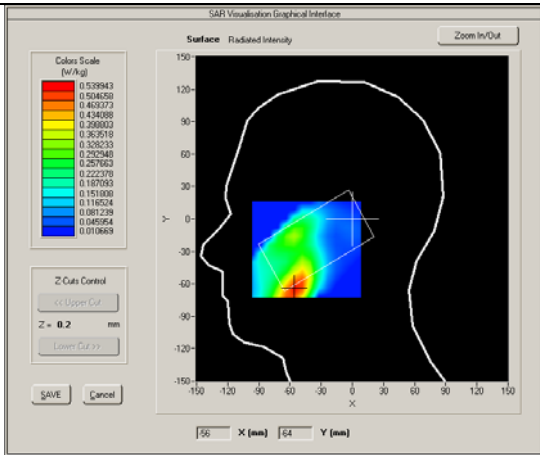 SAR Visualisation Graphical Interface
Surface Radiated Intensity
Zoom In/Out
Colors Scale
(W/kg)
0.539943
0.504658
0.469373
0.434088
0.398803
0.363518
0.328233
0.292948
0.257663
0.222378
0.187093
0.151808
0.116524
0.081239
0.045954
0.010669
Z Cuts Control
<< Upper Cut
Z = 0.2 mm
Lower Cut >>
SAVE Cancel
150
120
90
60
30
0
-30
-60
-90
-120
-150
Y
-150 -120 -90 -60 -30 0 30 60 90 120 150
X
-56 X (mm) -64 Y (mm)